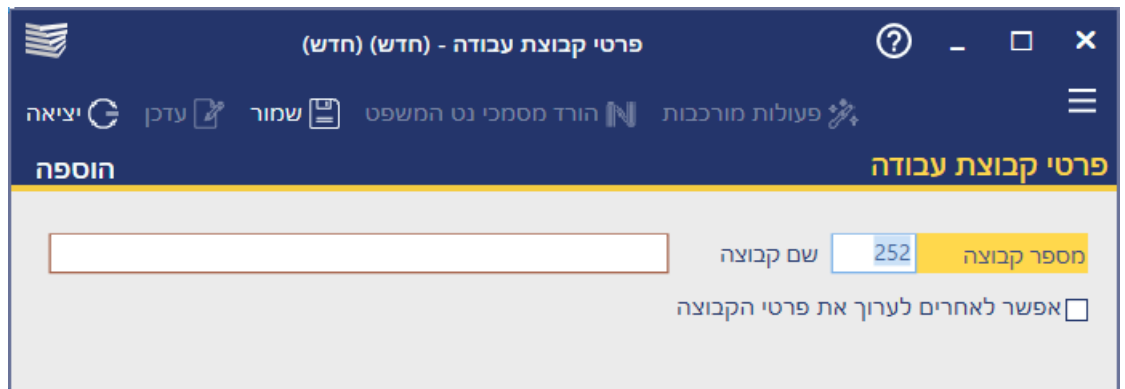 פרטי קבוצת עבודה - (חדש) (חדש)
פעולות מורכבות הורד מסמכי נט המשפט שמור עדכן יציאה
פרטי קבוצת עבודה הוספה
מספר קבוצה 252 שם קבוצה
אפשר לאחרים לערוך את פרטי הקבוצה